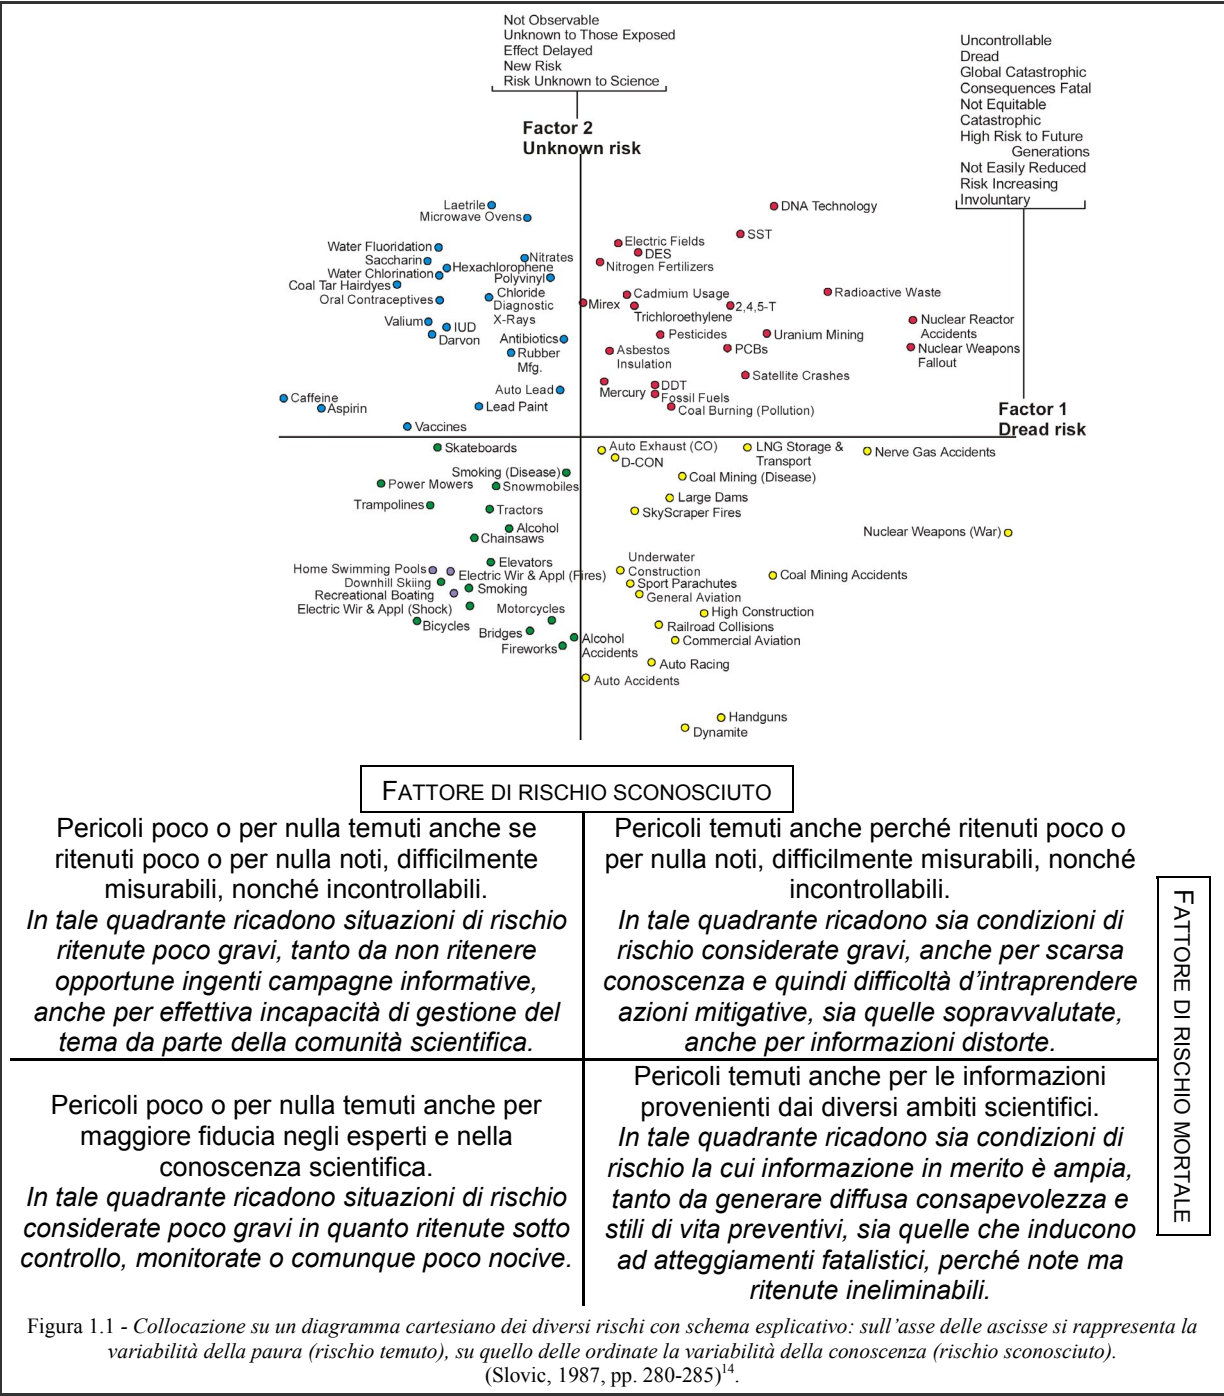 Not Observable
Unknown to Those Exposed
Effect Delayed
New Risk
Risk Unknown to Science
Uncontrollable
Dread
Global Catastrophic
Consequences Fatal
Not Equitable
Catastrophic
High Risk to Future
Generations
Not Easily Reduced
Risk Increasing
Involuntary
Factor 2
Unknown risk
Laetrile
Microwave Ovens
Water Fluoridation
Saccharin
Water Chlorination
Coal Tar Hairdyes
Oral Contraceptives
Valium
IUD
Darvon
Nitrates
Hexachlorophene
Polyvinyl
Chloride
Diagnostic
X-Rays
Antibiotics
Rubber
Mfg.
Auto Lead
Lead Paint
Caffeine
Aspirin
Vaccines
DNA Technology
SST
Electric Fields
DES
Nitrogen Fertilizers
Cadmium Usage
Mirex
Trichloroethylene
2,4,5-T
Radioactive Waste
Pesticides
Uranium Mining
Nuclear Reactor
Accidents
Asbestos
Insulation
PCBs
Nuclear Weapons
Fallout
Satellite Crashes
Mercury
DDT
Fossil Fuels
Coal Burning (Pollution)
Factor 1
Dread risk
Skateboards
Smoking (Disease)
Power Mowers
Snowmobiles
Trampolines
Tractors
Alcohol
Chainsaws
Elevators
Home Swimming Pools
Electric Wir & Appl (Fires)
Downhill Skiing
Smoking
Recreational Boating
Electric Wir & Appl (Shock)
Motorcycles
Bicycles
Bridges
Fireworks
Alcohol
Accidents
Auto Exhaust (CO)
D-CON
LNG Storage &
Transport
Nerve Gas Accidents
Coal Mining (Disease)
Large Dams
SkyScraper Fires
Nuclear Weapons (War)
Underwater
Construction
Sport Parachutes
General Aviation
Coal Mining Accidents
High Construction
Railroad Collisions
Commercial Aviation
Auto Racing
Auto Accidents
Handguns
Dynamite
FATTORE DI RISCHIO SCONOSCIUTO
Pericoli poco o per nulla temuti anche se
ritenuti poco o per nulla noti, difficilmente
misurabili, nonché incontrollabili.
In tale quadrante ricadono situazioni di rischio
ritenute poco gravi, tanto da non ritenere
opportune ingenti campagne informative,
anche per effettiva incapacità di gestione del
tema da parte della comunità scientifica.
Pericoli temuti anche perché ritenuti poco o
per nulla noti, difficilmente misurabili, nonché
incontrollabili.
In tale quadrante ricadono sia condizioni di
rischio considerate gravi, anche per scarsa
conoscenza e quindi difficoltà d'intraprendere
azioni mitigative, sia quelle sopravvalutate,
anche per informazioni distorte.
FATTORE DI RISCHIO MORTALE
Pericoli poco o per nulla temuti anche per
maggiore fiducia negli esperti e nella
conoscenza scientifica.
In tale quadrante ricadono situazioni di rischio
considerate poco gravi in quanto ritenute sotto
controllo, monitorate o comunque poco nocive.
Pericoli temuti anche per le informazioni
provenienti dai diversi ambiti scientifici.
In tale quadrante ricadono sia condizioni di
rischio la cui informazione in merito è ampia,
tanto da generare diffusa consapevolezza e
stili di vita preventivi, sia quelle che inducono
ad atteggiamenti fatalistici, perché note ma
ritenute ineliminabili.
Figura 1.1 - Collocazione su un diagramma cartesiano dei diversi rischi con schema esplicativo: sull'asse delle ascisse si rappresenta la
variabilità della paura (rischio temuto), su quello delle ordinate la variabilità della conoscenza (rischio sconosciuto).
(Slovic, 1987, pp. 280-285)14.